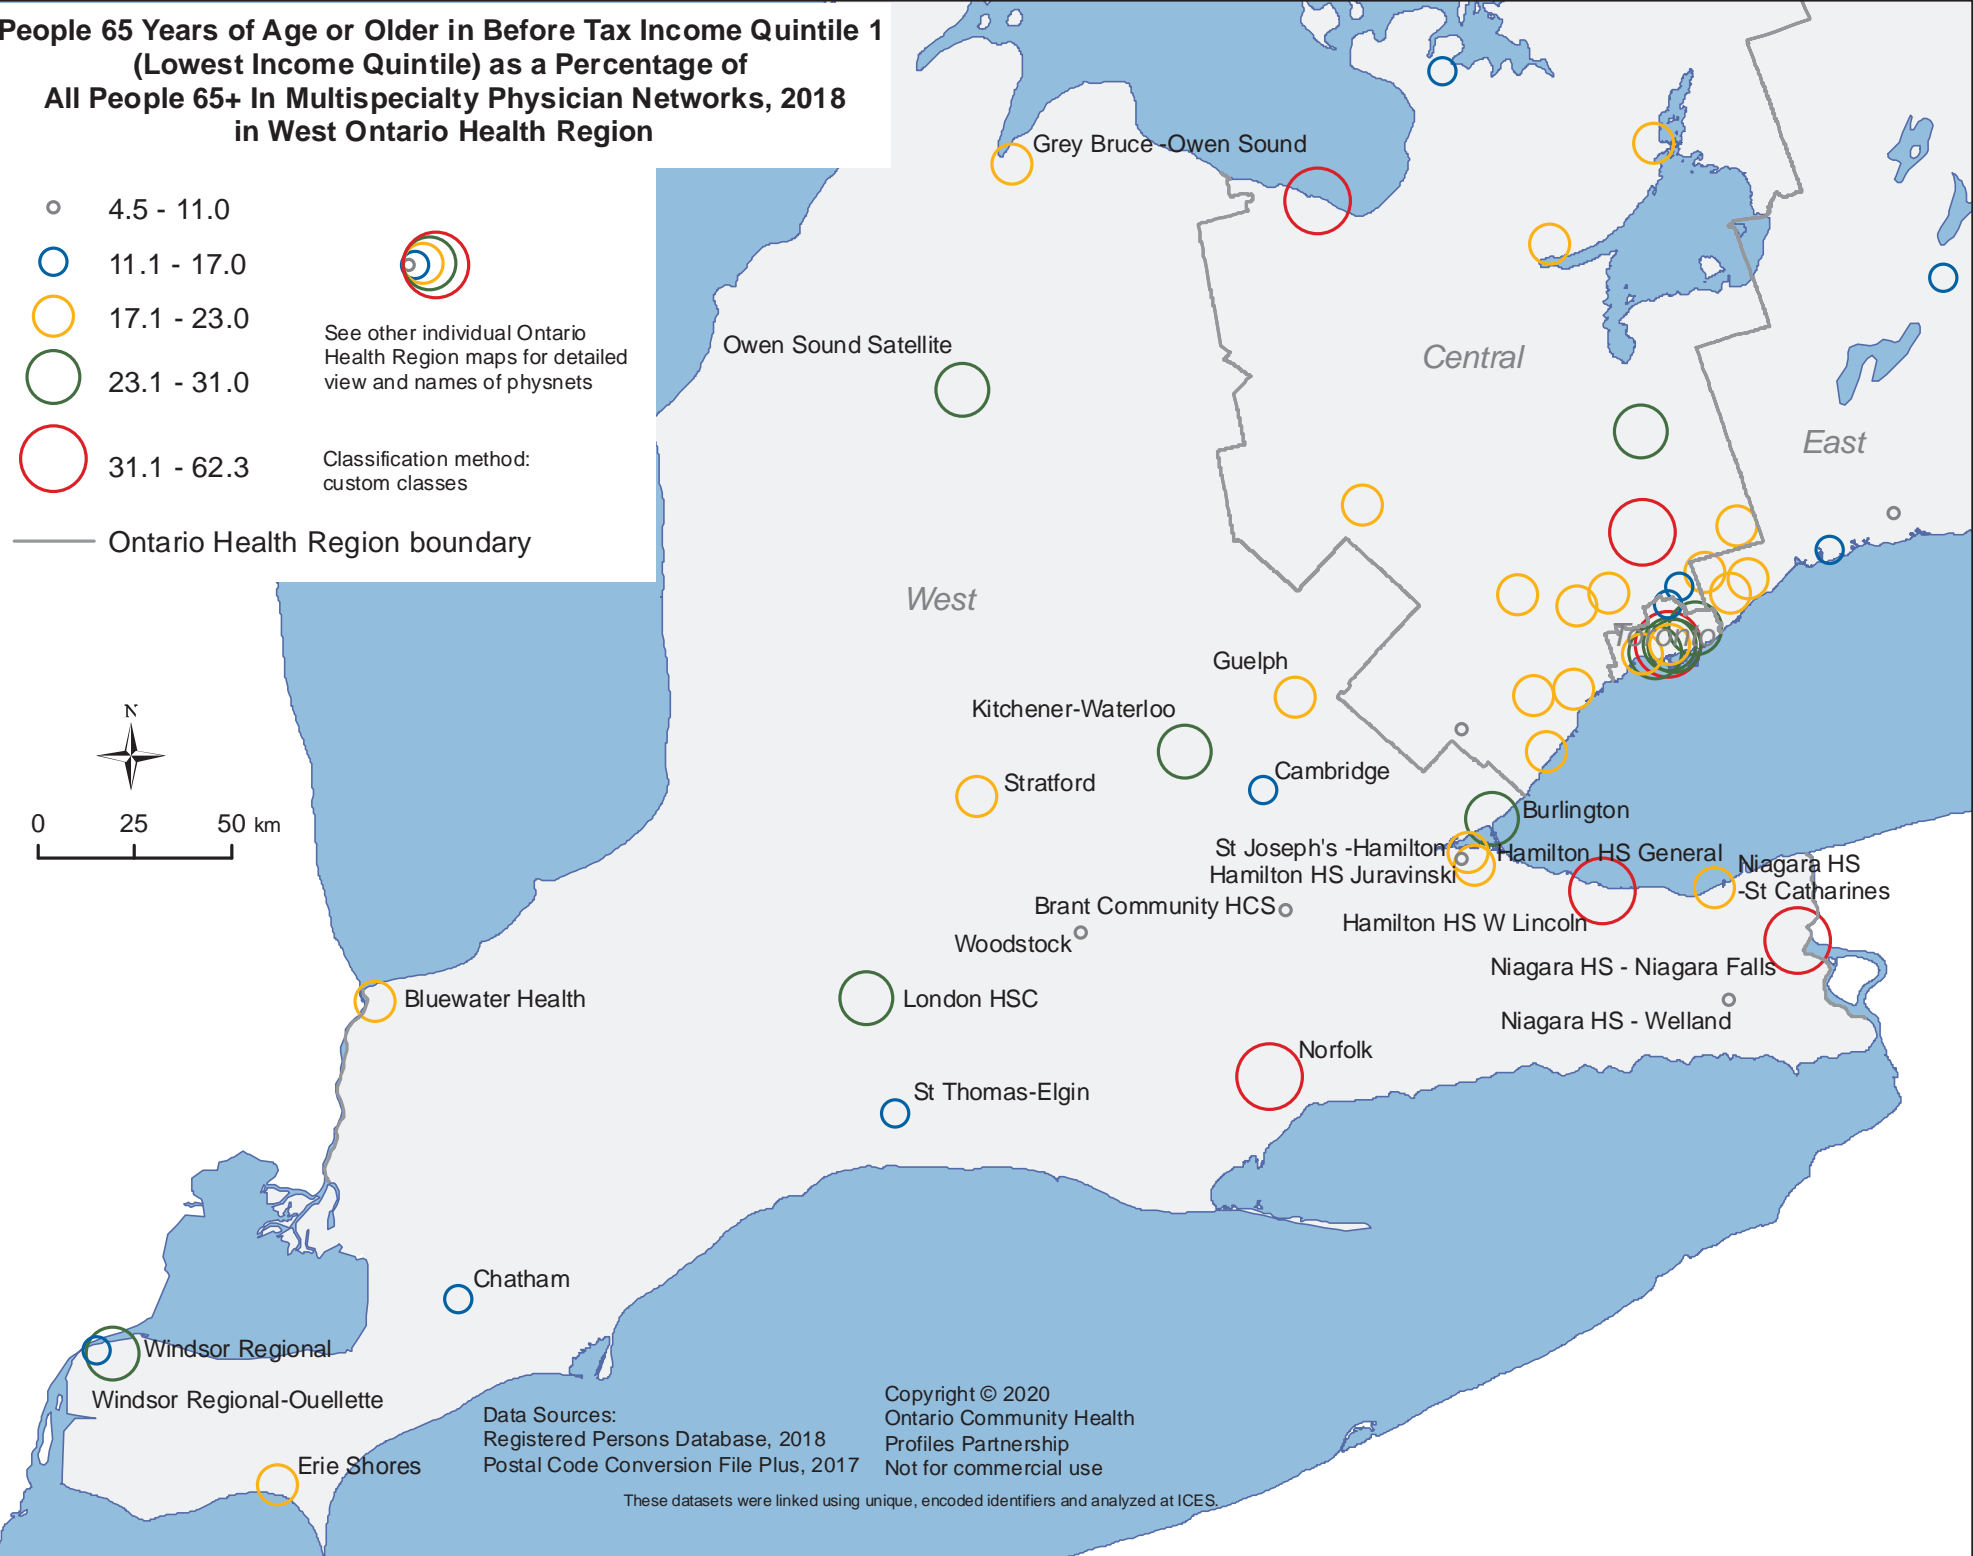 People 65 Years of Age or Older in Before Tax Income Quintile 1
(Lowest Income Quintile) as a Percentage of
All People 65+ In Multispecialty Physician Networks, 2018
in West Ontario Health Region
4.5 - 11.0
11.1 - 17.0
17.1 - 23.0
23.1 - 31.0
31.1 - 62.3
See other individual Ontario
Health Region maps for detailed
view and names of physnets
Classification method:
custom classes
Ontario Health Region boundary
Grey Bruce -Owen Sound
Owen Sound Satellite
Central
East
West
Toronto
Guelph
Kitchener-Waterloo
Cambridge
Stratford
Burlington
St Joseph's -Hamilton
Hamilton HS General
Hamilton HS Juravinski
Niagara HS
-St Catharines
Brant Community HCS
Hamilton HS W Lincoln
Woodstock
Niagara HS - Niagara Falls
Bluewater Health
London HSC
Niagara HS - Welland
Norfolk
St Thomas-Elgin
Chatham
Windsor Regional
Windsor Regional-Ouellette
Erie Shores
N
0 25 50 km
Data Sources:
Registered Persons Database, 2018
Postal Code Conversion File Plus, 2017
Copyright © 2020
Ontario Community Health
Profiles Partnership
Not for commercial use
These datasets were linked using unique, encoded identifiers and analyzed at ICES.